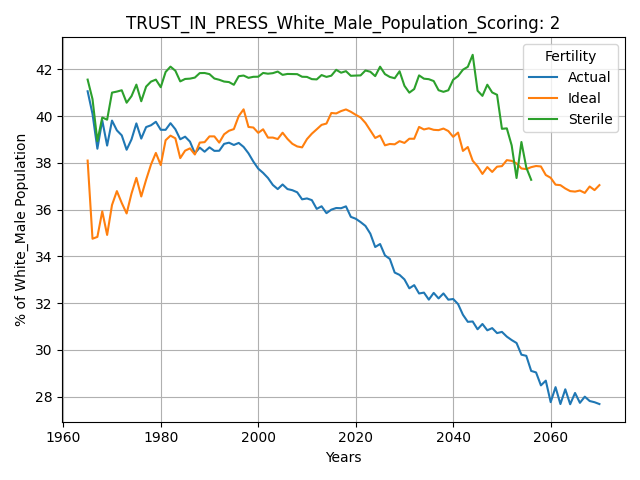 TRUST_IN_PRESS_White_Male_Population_Scoring: 2
Fertility
Actual
Ideal
Sterile
% of White_Male Population
42
40
38
36
34
32
30
28
1960 1980 2000 2020 2040 2060
Years